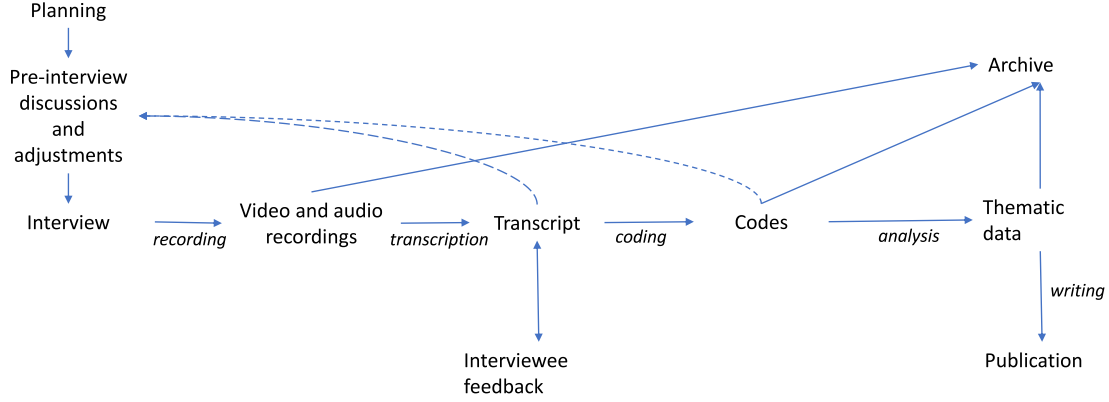 Planning
Pre-interview
discussions
and
adjustments
Archive
Interview
recording
Video and audio
recordings
transcription
Transcript
coding
Codes
analysis
Thematic
data
writing
Interviewee
feedback
Publication